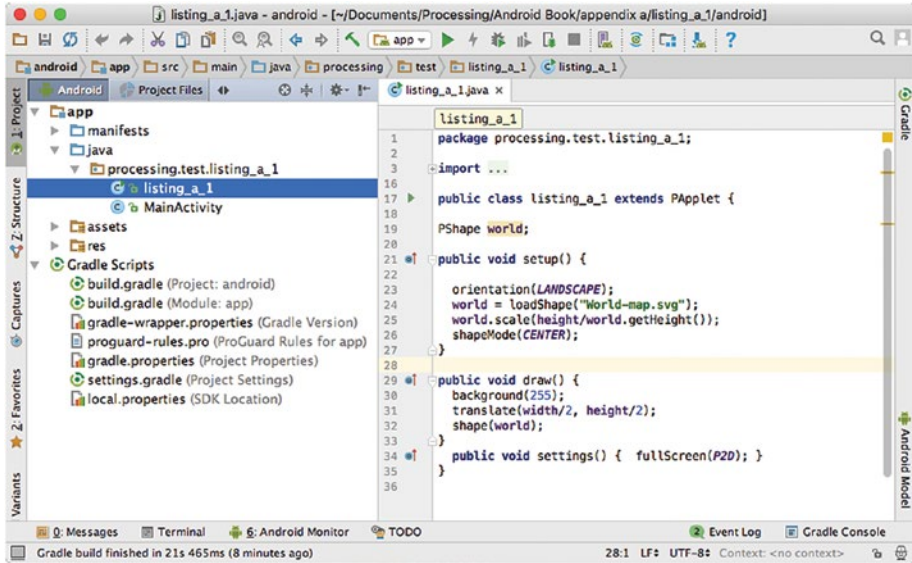 listing_a_1.java - android - [~/Documents/Processing/Android Book/appendix a/listing_a_1/android]
app
android app src main java processing test listing_a_1 listing_a_1
Android Project Files
listing_a_1.java
1: Project
Z: Structure
Captures
2: Favorites
Variants
app
manifests
java
processing.test.listing_a_1
listing_a_1
MainActivity
assets
res
Gradle Scripts
build.gradle (Project: android)
build.gradle (Module: app)
gradle-wrapper.properties (Gradle Version)
proguard-rules.pro (ProGuard Rules for app)
gradle.properties (Project Properties)
settings.gradle (Project Settings)
local.properties (SDK Location)
listing_a_1
1 package processing.test.listing_a_1;
2
3 import ...
16
17 public class listing_a_1 extends PApplet {
18
19 PShape world;
20
21 public void setup() {
22
23 orientation(LANDSCAPE);
24 world = loadShape("World-map.svg");
25 world.scale(height/world.getHeight());
26 shapeMode(CENTER);
27 }
28
29 public void draw() {
30 background(255);
31 translate(width/2, height/2);
32 shape(world);
33 }
34 public void settings() { fullScreen(P2D); }
35 }
36
Gradle
Android Model
0: Messages Terminal 6: Android Monitor TODO 2 Event Log Gradle Console
Gradle build finished in 21s 465ms (8 minutes ago) 28:1 LF UTF-8 Context: <no context>